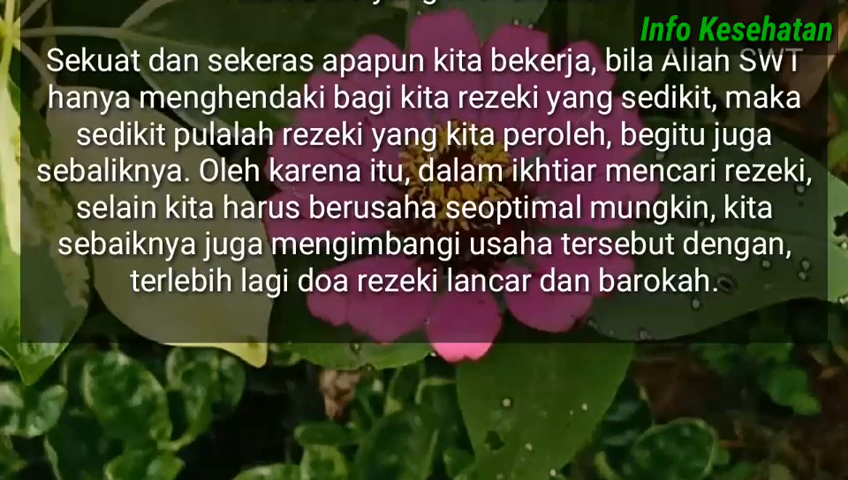 Info Kesehatan
Sekuat dan sekeras apapun kita bekerja, bila Allah SWT
hanya menghendaki bagi kita rezeki yang sedikit, maka
sedikit pulalah rezeki yang kita peroleh, begitu juga
sebaliknya. Oleh karena itu, dalam ikhtiar mencari rezeki,
selain kita harus berusaha seoptimal mungkin, kita
sebaiknya juga mengimbangi usaha tersebut dengan,
terlebih lagi doa rezeki lancar dan barokah.